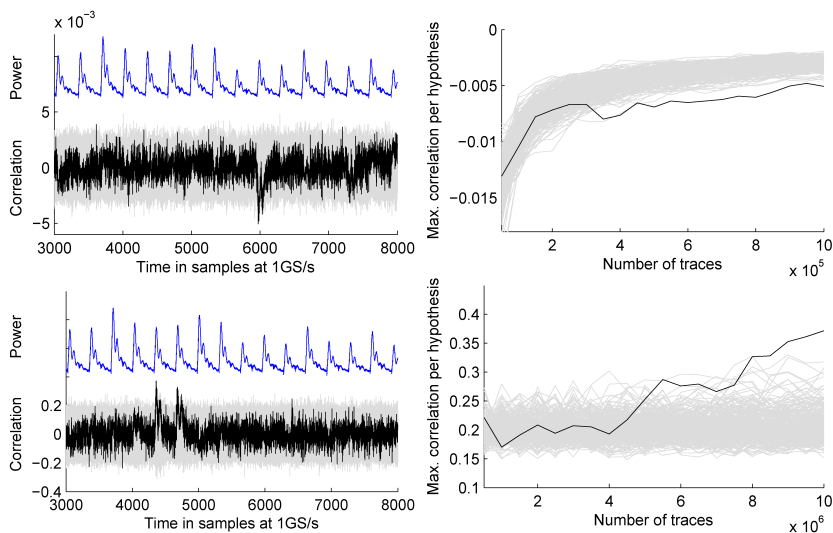 x 10⁻³
Power
5
0
−5
Correlation
3000 4000 5000 6000 7000 8000
Time in samples at 1GS/s
0
−0.005
−0.01
−0.015
Max. correlation per hypothesis
2 4 6 8 10
Number of traces
x 10⁵
Power
0.2
0
−0.2
−0.4
Correlation
3000 4000 5000 6000 7000 8000
Time in samples at 1GS/s
0.4
0.35
0.3
0.25
0.2
0.15
0.1
Max. correlation per hypothesis
2 4 6 8 10
Number of traces
x 10⁶